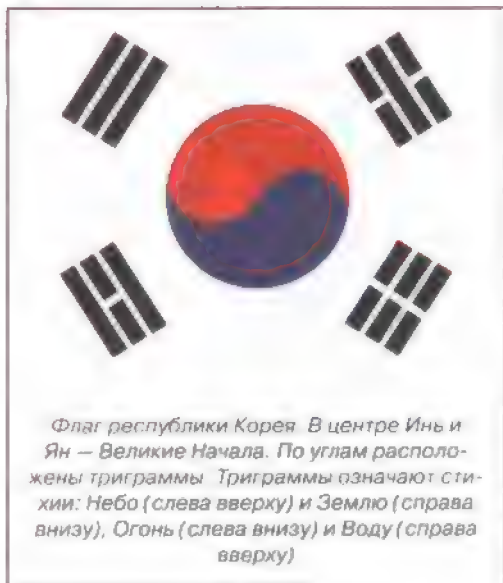 Флаг республики Корея. В центре Инь и
Ян — Великие Начала. По углам располо-
жены триграммы. Триграммы означают сти-
хии: Небо (слева вверху) и Землю (справа
внизу), Огонь (слева внизу) и Воду (справа
вверху)